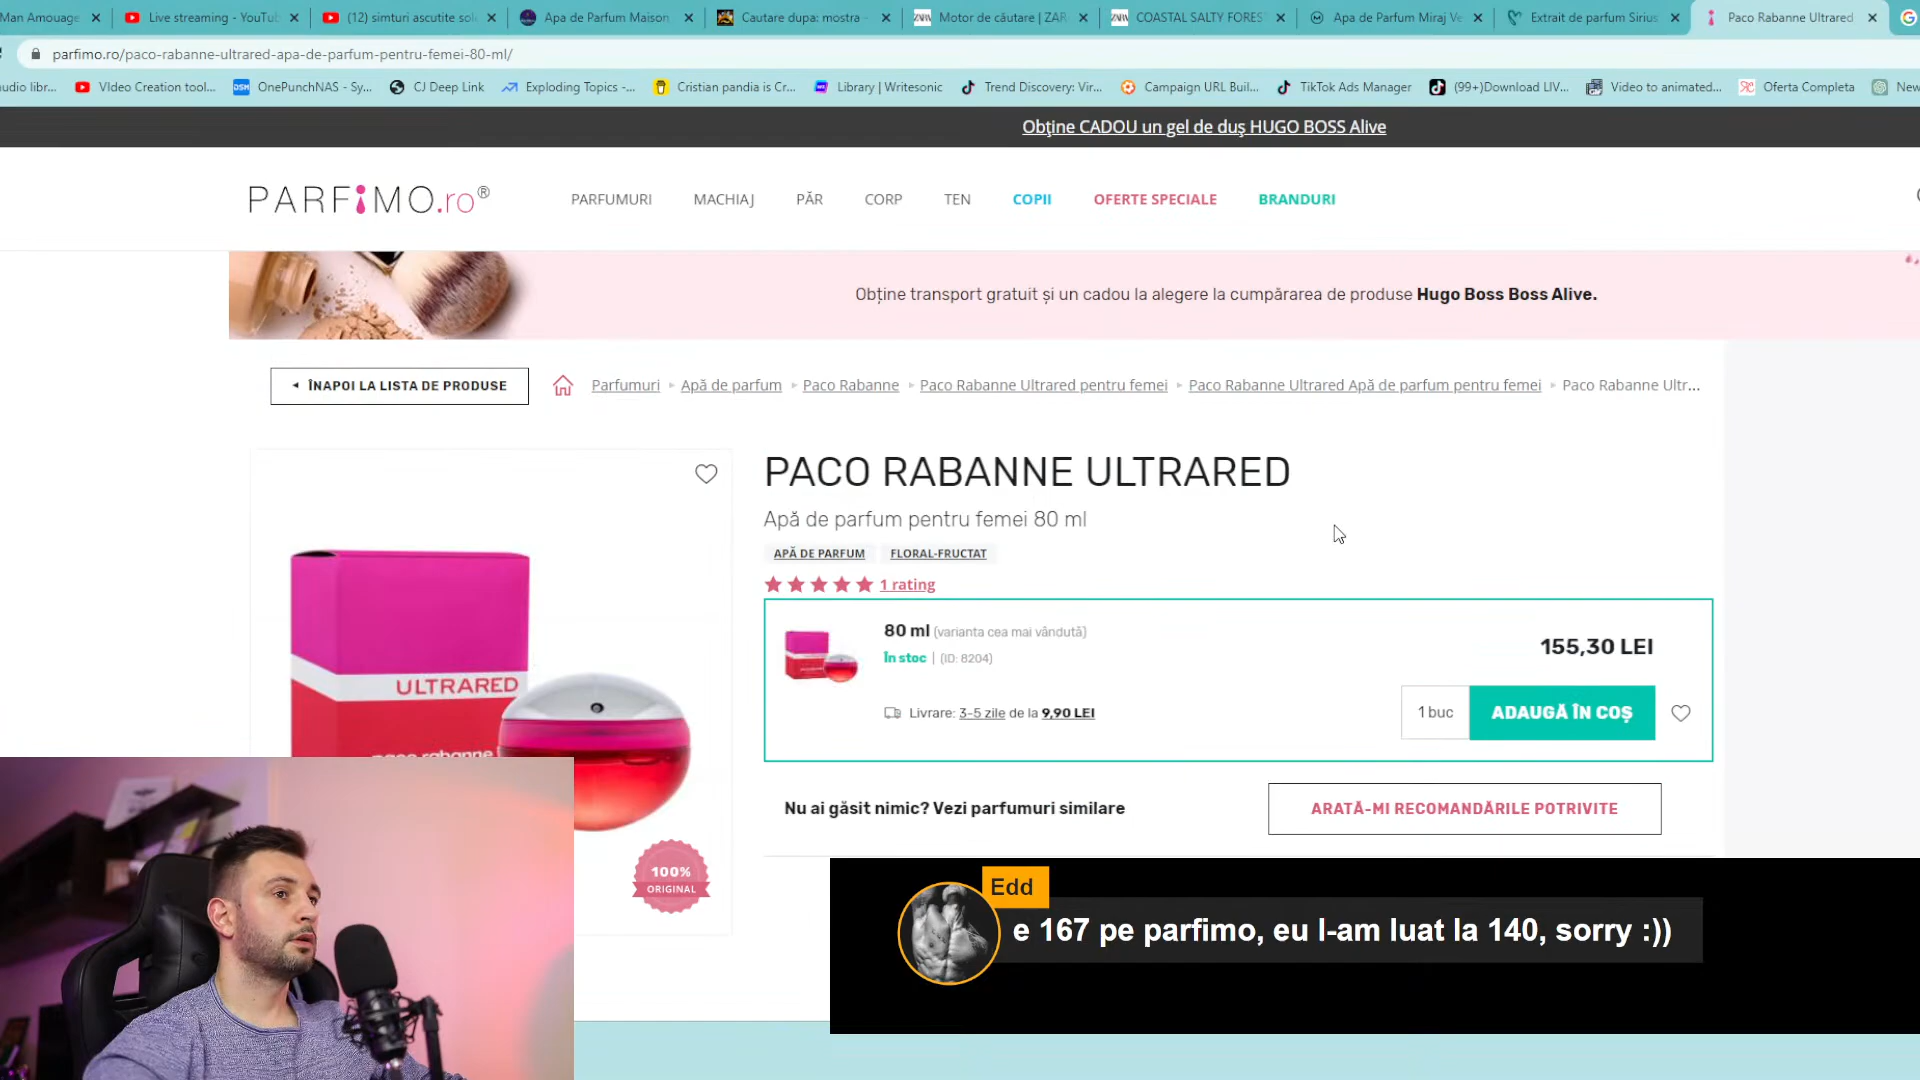 Man Amouage
Live streaming - YouTu
(12) simturi ascutite sol
Apa de Parfum Maison
Cautare dupa: mostra -
Motor de căutare | ZAR
COASTAL SALTY FOREST
Apa de Parfum Miraj Ve
Extrait de parfum Sirius
Paco Rabanne Ultrared
parfimo.ro/paco-rabanne-ultrared-apa-de-parfum-pentru-femei-80-ml/
udio libr...
VIdeo Creation tool...
OnePunchNAS - Sy...
CJ Deep Link
Exploding Topics -...
Cristian pandia is Cr...
Library | Writesonic
Trend Discovery: Vir...
Campaign URL Buil...
TikTok Ads Manager
(99+)Download LIV...
Video to animated...
Oferta Completa
New
Obţine CADOU un gel de duş HUGO BOSS Alive
PARFiMO.ro®
PARFUMURI
MACHIAJ
PĂR
CORP
TEN
COPII
OFERTE SPECIALE
BRANDURI
Obține transport gratuit și un cadou la alegere la cumpărarea de produse Hugo Boss Boss Alive.
ÎNAPOI LA LISTA DE PRODUSE
Parfumuri
Apă de parfum
Paco Rabanne
Paco Rabanne Ultrared pentru femei
Paco Rabanne Ultrared Apă de parfum pentru femei
Paco Rabanne Ultr...
PACO RABANNE ULTRARED
Apă de parfum pentru femei 80 ml
APĂ DE PARFUM
FLORAL-FRUCTAT
1 rating
80 ml (varianta cea mai vândută)
În stoc | (ID: 8204)
155,30 LEI
Livrare: 3-5 zile de la 9,90 LEI
1 buc
ADAUGĂ ÎN COȘ
Nu ai găsit nimic? Vezi parfumuri similare
ARATĂ-MI RECOMANDĂRILE POTRIVITE
ULTRARED
paco rabanne
100%
ORIGINAL
Edd
e 167 pe parfimo, eu l-am luat la 140, sorry :))